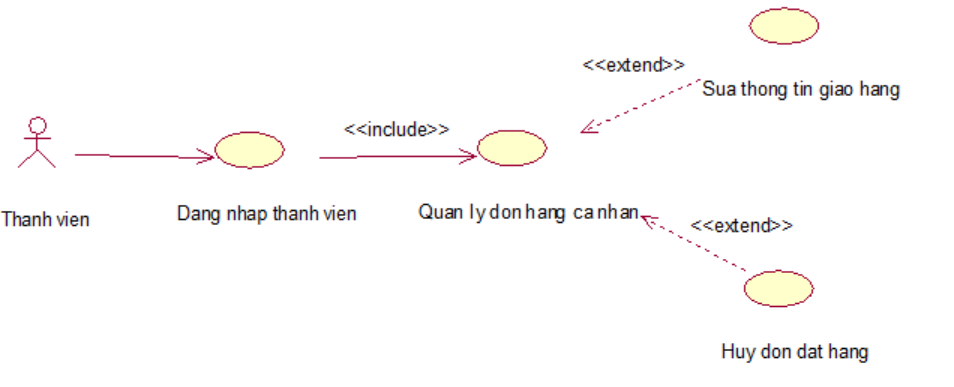 <<extend>>
Sua thong tin giao hang
<<include>>
Thanh vien
Dang nhap thanh vien
Quan ly don hang ca nhan
<<extend>>
Huy don dat hang